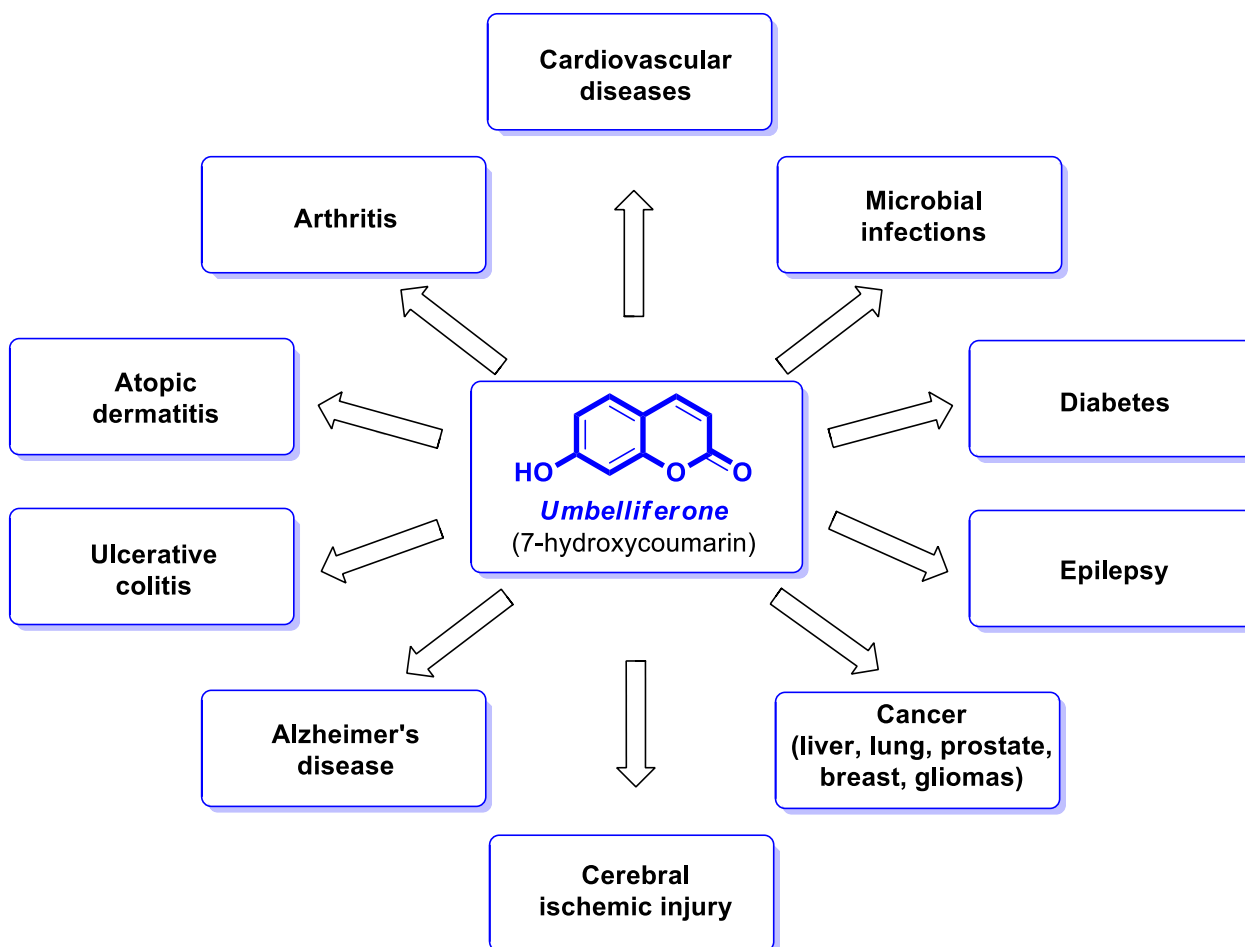 Cardiovascular
diseases
Arthritis
Microbial
infections
Atopic
dermatitis
Diabetes
HO
O
O
Umbelliferone
(7-hydroxycoumarin)
Ulcerative
colitis
Epilepsy
Alzheimer's
disease
Cancer
(liver, lung, prostate,
breast, gliomas)
Cerebral
ischemic injury